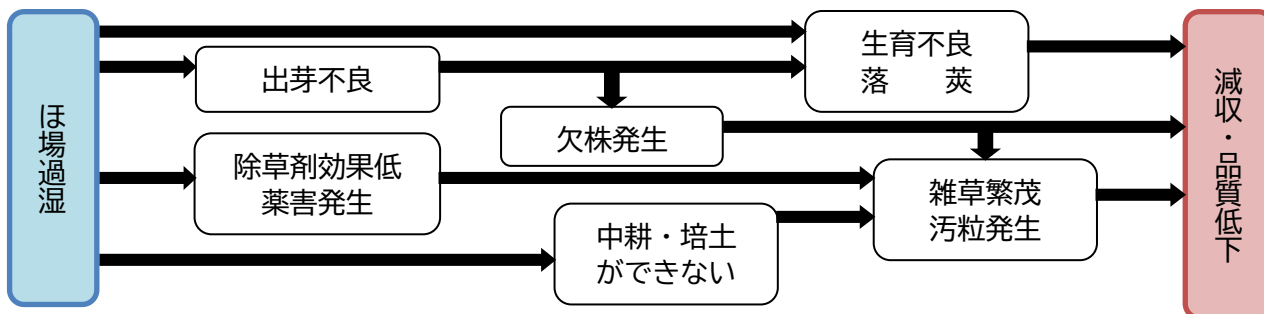 ほ場過湿
出芽不良
除草剤効果低
薬害発生
欠株発生
中耕・培土
ができない
生育不良
落　　莢
雑草繁茂
汚粒発生
減収・品質低下